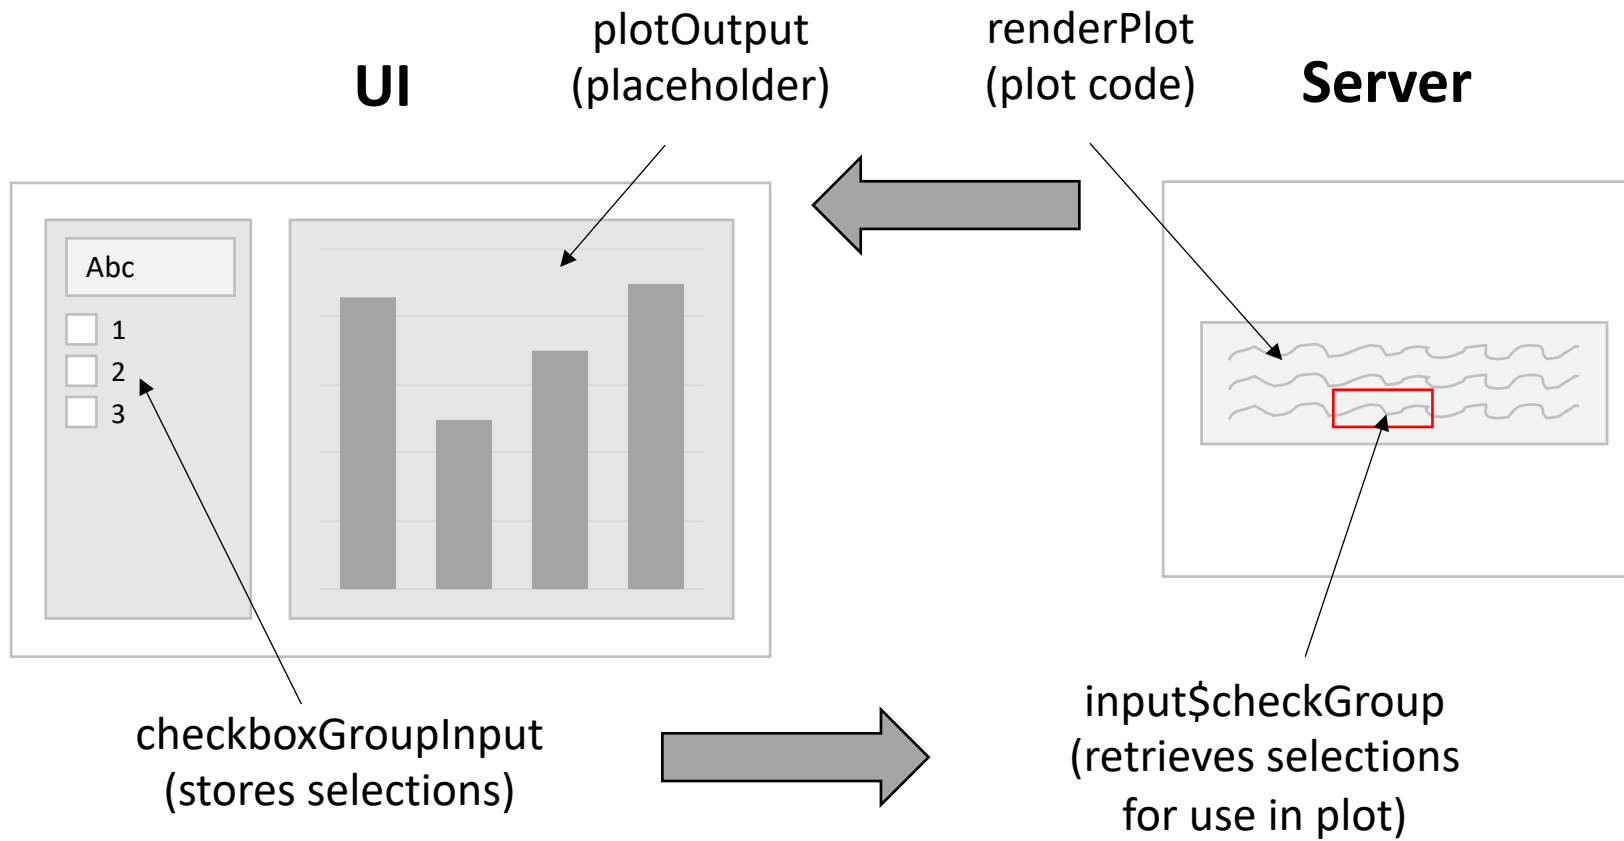 UI
plotOutput
(placeholder)
renderPlot
(plot code)
Server
Abc
1
2
3
checkboxGroupInput
(stores selections)
input$checkGroup
(retrieves selections
for use in plot)